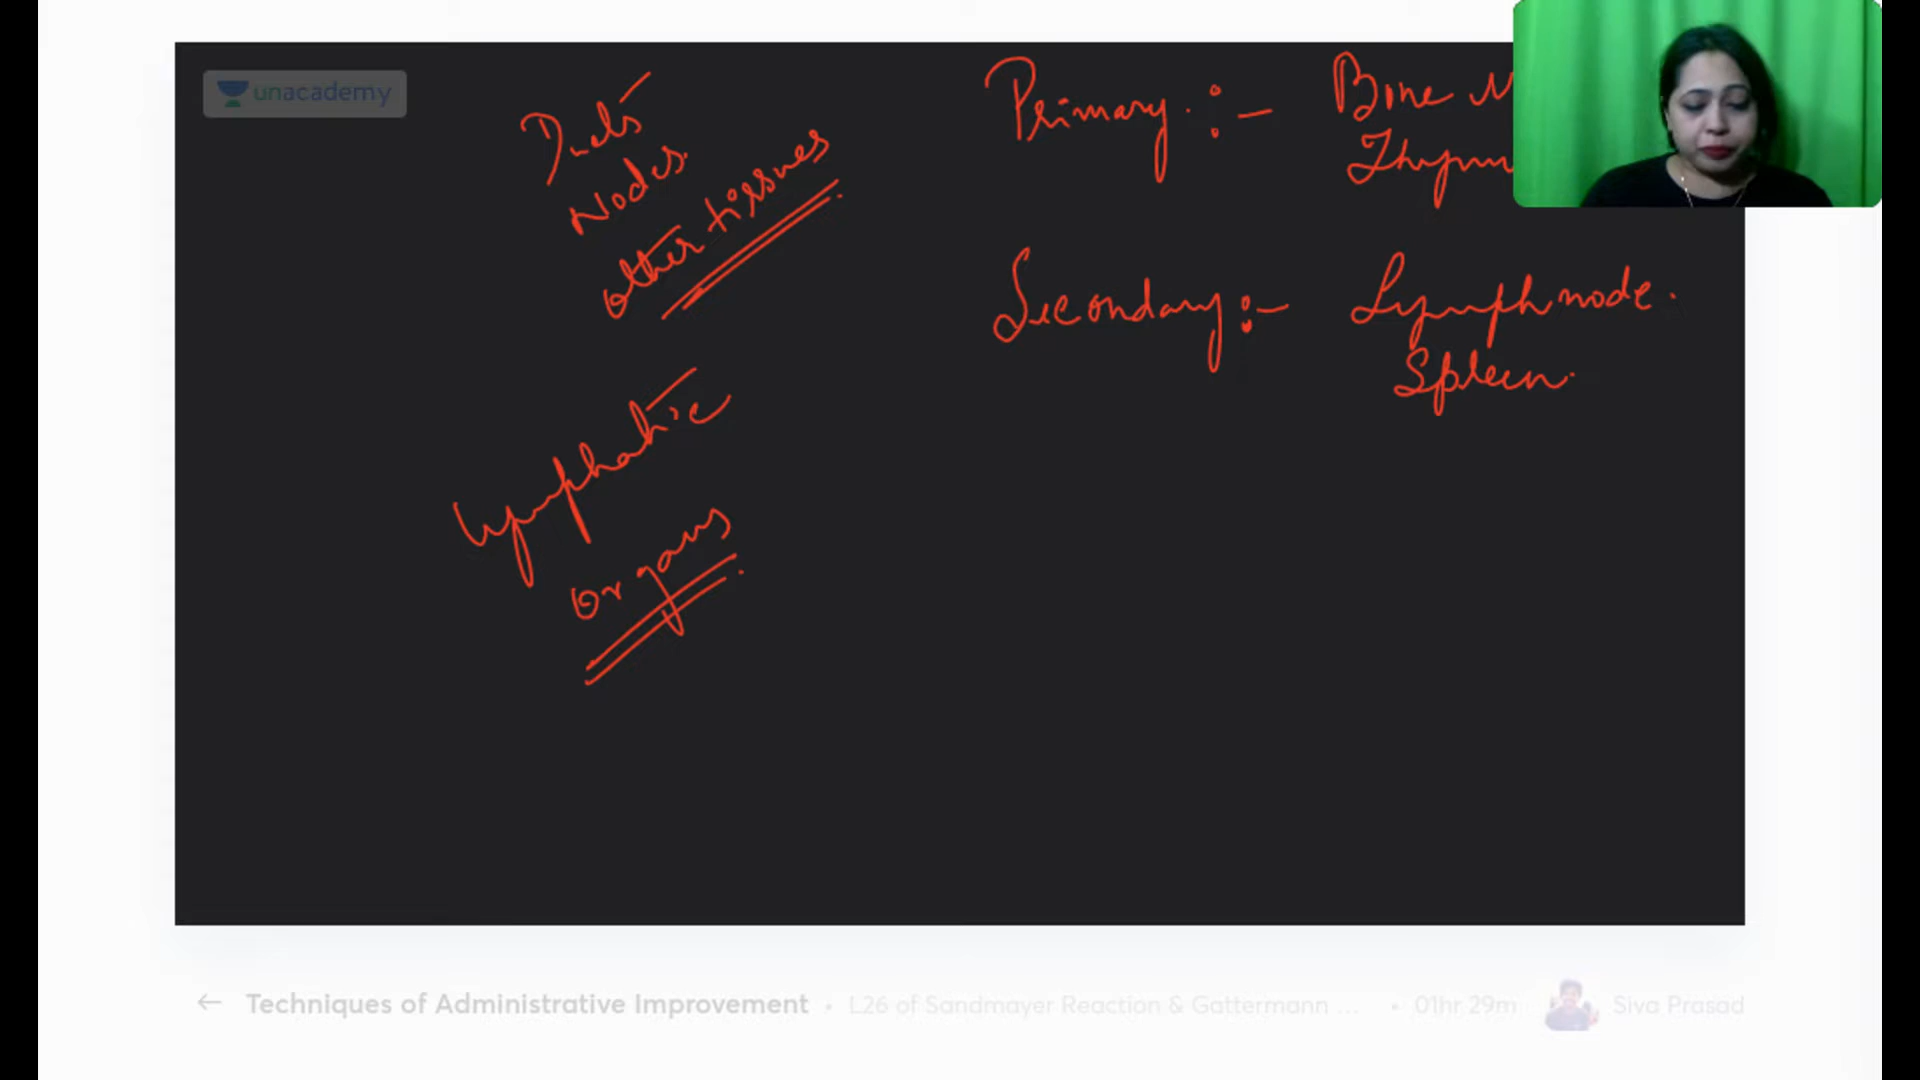 unacademy
Ducts
Nodes.
other tissues
Lymphatic
organs
Primary :- Bone M
Thymu
Secondary :- Lymph node.
Spleen.
← Techniques of Administrative Improvement • L26 of Sandmayer Reaction & Gattermann ... • 01hr 29m Siva Prasad